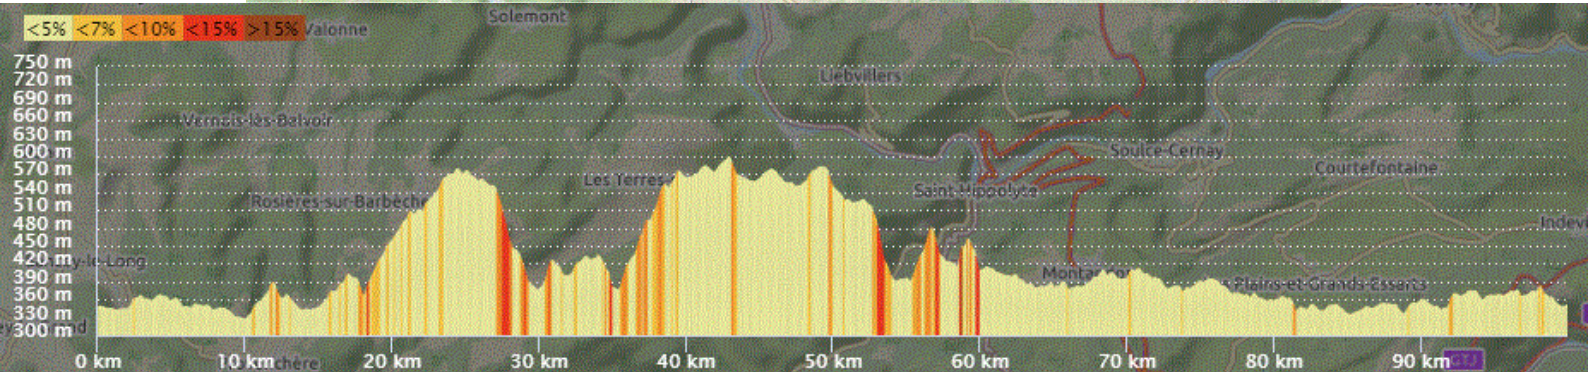 Solemont
<5% <7% <10% <15% >15% Valonne
750 m
720 m
Liebvillers
690 m
660 m
Vernois-lès-Belvoir
630 m
600 m
Soulce-Cernay
570 m
Les Terres-
Courtefontaine
540 m
Saint-Hippolyte
510 m
Rosières-sur-Barbèche
480 m
450 m
420 m
390 m
Plains-et-Grands-Essarts
360 m
330 m
300 m
0 km 10 km 20 km 30 km 40 km 50 km 60 km 70 km 80 km 90 km